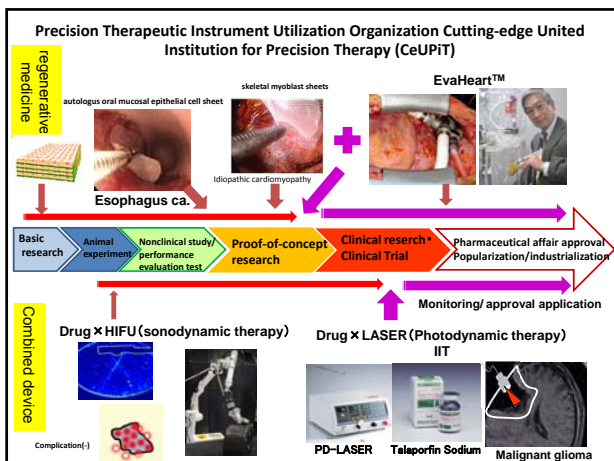 Precision Therapeutic Instrument Utilization Organization Cutting-edge United
Institution for Precision Therapy (CeUPiT)
regenerative
medicine
autologus oral mucosal epithelial cell sheet
Esophagus ca.
skeletal myoblast sheets
Idiopathic cardiomyopathy
EvaHeart™
Basic
research
Animal
experiment
Nonclinical study/
performance
evaluation test
Proof-of-concept
research
Clinical reserch・
Clinical Trial
Pharmaceutical affair approval
Popularization/industrialization
Monitoring/ approval application
Combined
device
Drug×HIFU(sonodynamic therapy)
Complication(-)
Drug×LASER(Photodynamic therapy)
IIT
PD-LASER
Talaporfin Sodium
Malignant glioma